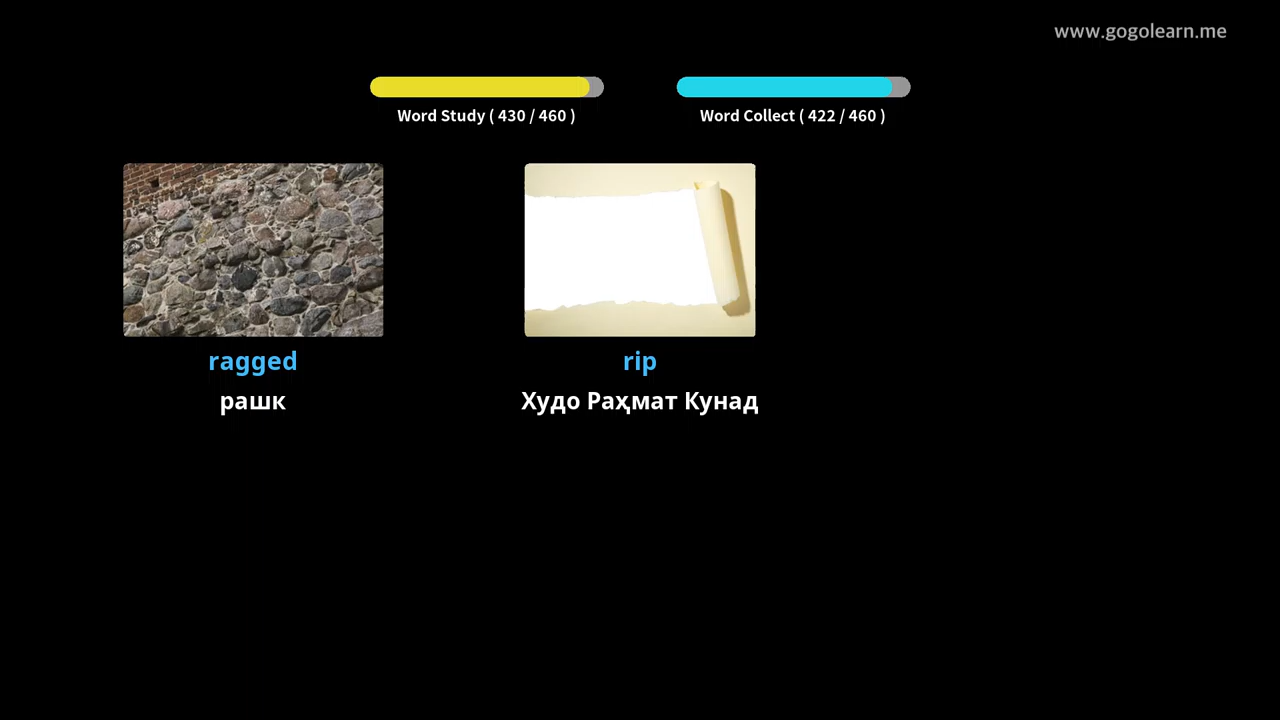 www.gogolearn.me
Word Study ( 430 / 460 )
Word Collect ( 422 / 460 )
ragged
рашк
rip
Худо Раҳмат Кунад